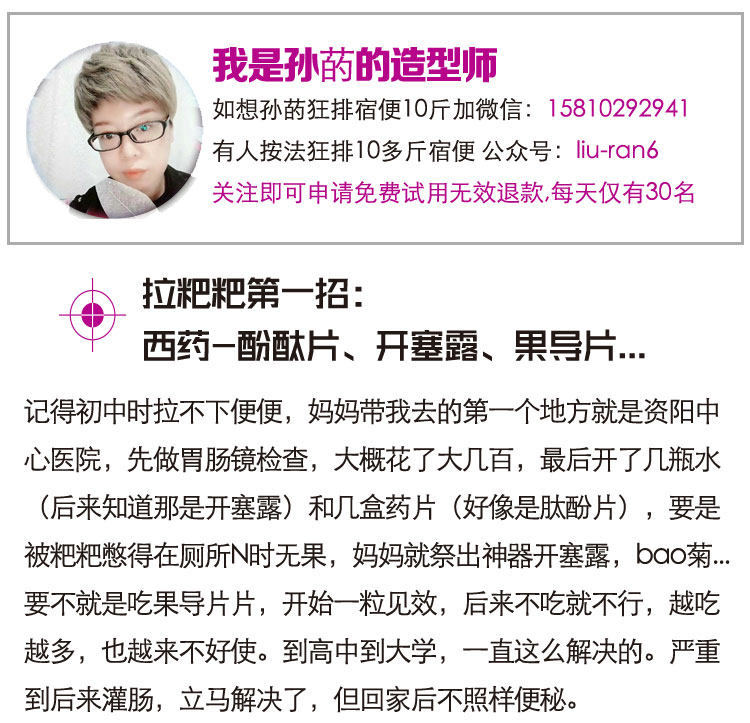 我是孙菂的造型师
如想孙菂狂排宿便10斤加微信：15810292941
有人按法狂排10多斤宿便 公众号：liu-ran6
关注即可申请免费试用无效退款,每天仅有30名
拉粑粑第一招：
西药—酚酞片、开塞露、果导片...
记得初中时拉不下便便，妈妈带我去的第一个地方就是资阳中
心医院，先做胃肠镜检查，大概花了大几百，最后开了几瓶水
（后来知道那是开塞露）和几盒药片（好像是肽酚片），要是
被粑粑憋得在厕所N时无果，妈妈就祭出神器开塞露，bao菊...
要不就是吃果导片片，开始一粒见效，后来不吃就不行，越吃
越多，也越来不好使。到高中到大学，一直这么解决的。严重
到后来灌肠，立马解决了，但回家后不照样便秘。